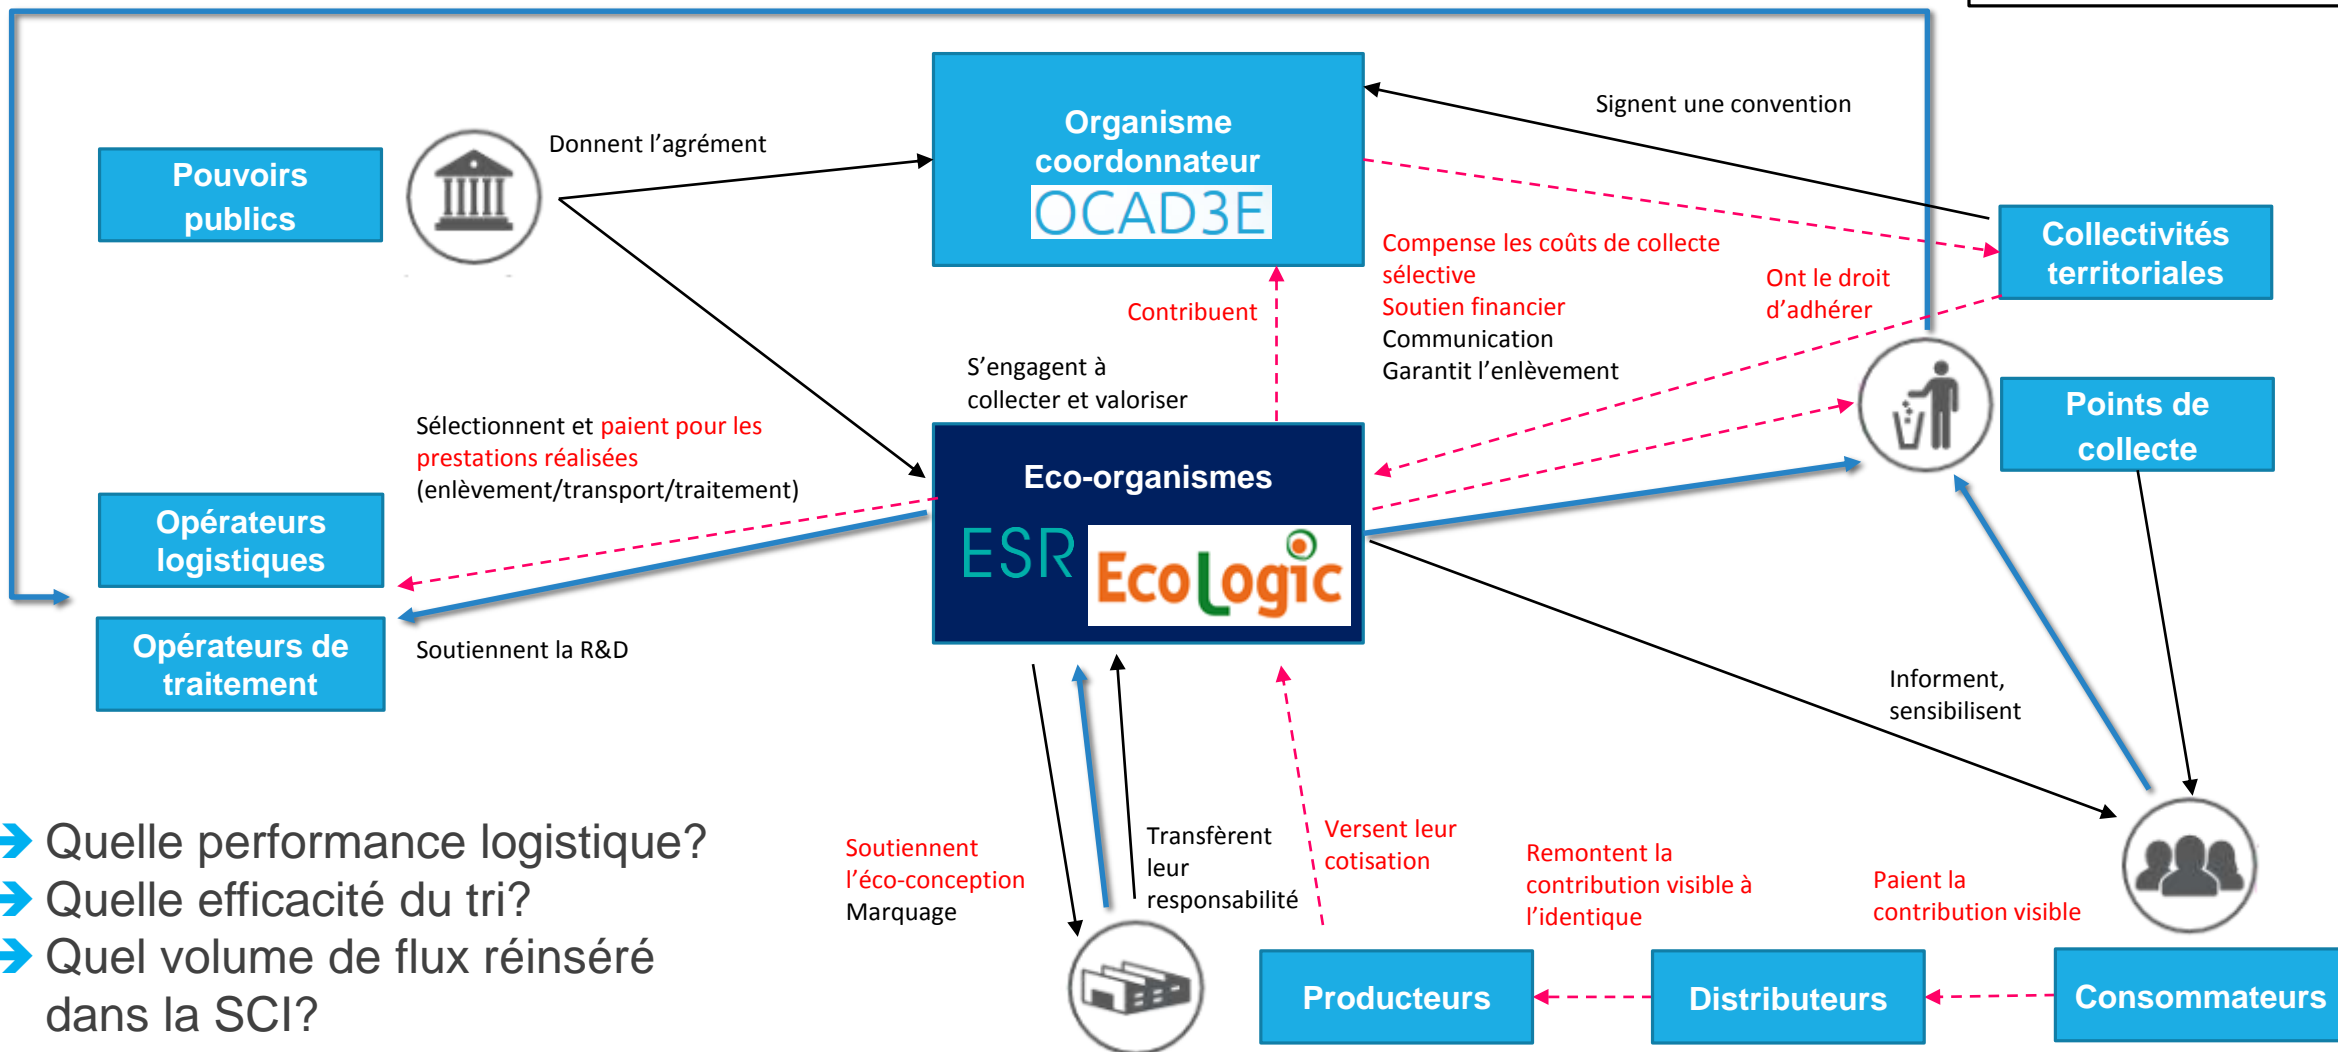 Pouvoirs
publics
Donnent l’agrément
Organisme
coordonnateur
OCAD3E
Signent une convention
Collectivités
territoriales
Compense les coûts de collecte
sélective
Soutien financier
Communication
Garantit l’enlèvement
Ont le droit
d’adhérer
Contribuent
S’engagent à
collecter et valoriser
Points de
collecte
Sélectionnent et paient pour les
prestations réalisées
(enlèvement/transport/traitement)
Eco-organismes
ESR
EcoLogic
Opérateurs
logistiques
Opérateurs de
traitement
Soutiennent la R&D
Informent,
sensibilisent
Soutiennent
l’éco-conception
Marquage
Transfèrent
leur
responsabilité
Versent leur
cotisation
Remontent la
contribution visible à
l’identique
Paient la
contribution visible
Producteurs
Distributeurs
Consommateurs
Quelle performance logistique?
Quelle efficacité du tri?
Quel volume de flux réinséré
dans la SCI?